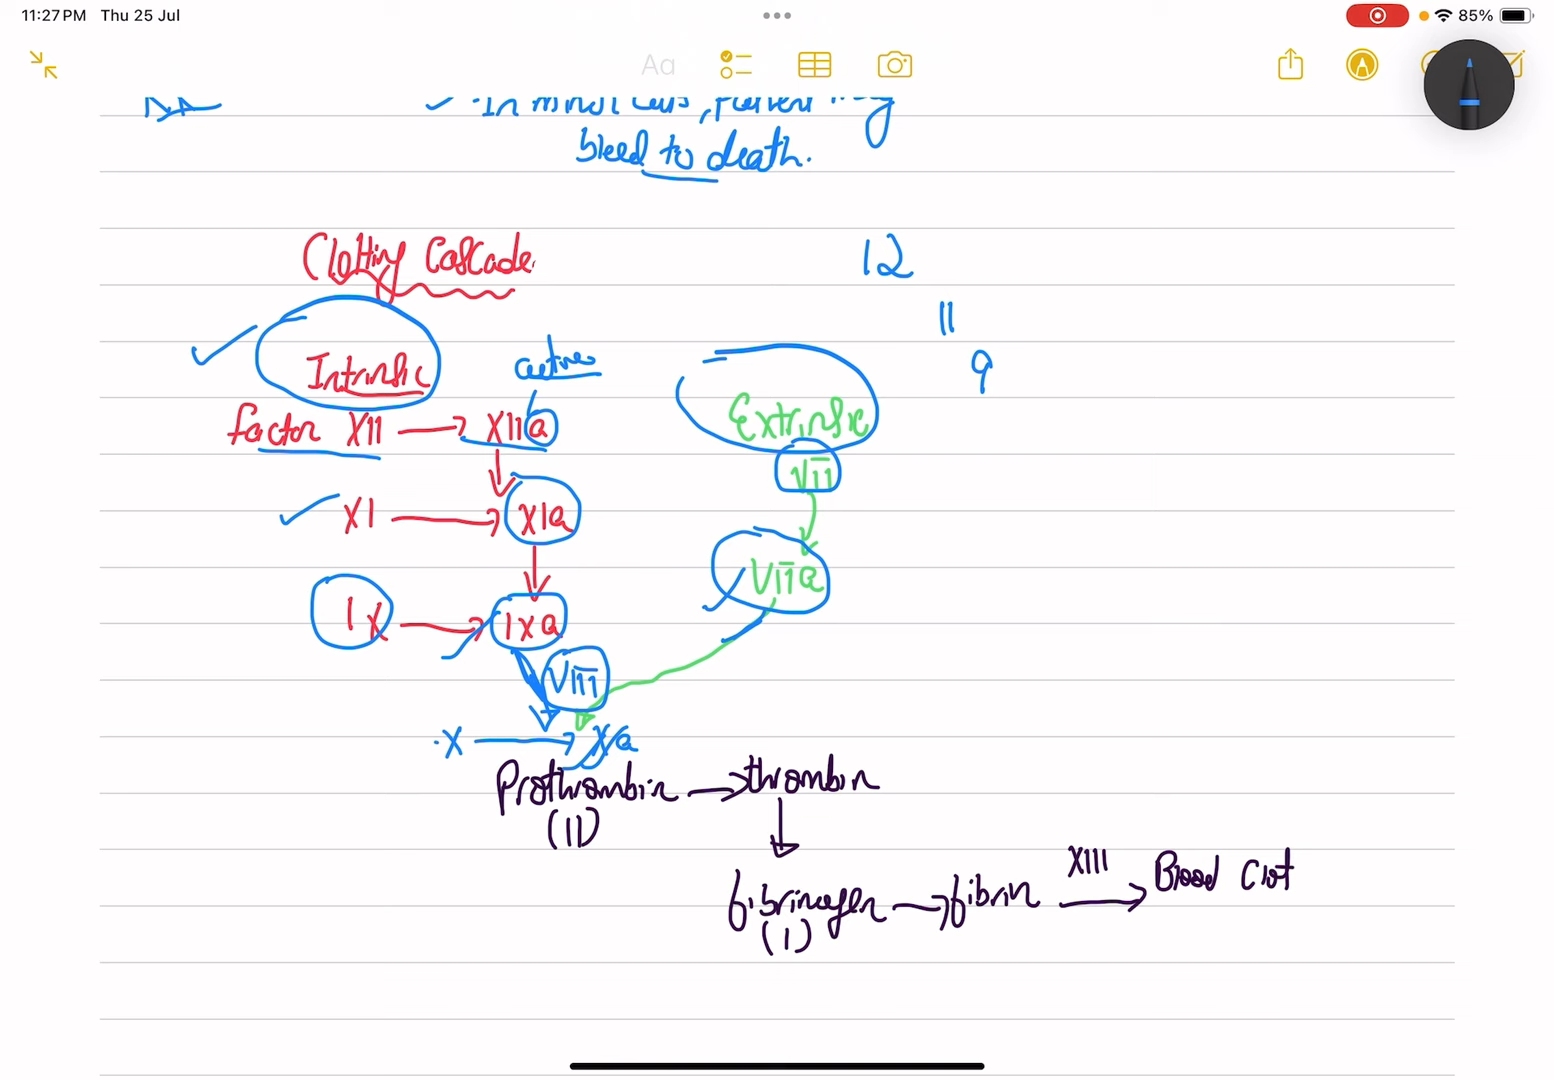 11:27 PM Thu 25 Jul
85%
Aa
bleed to death.
Clotting Cascade
12
11
9
Intrinsic
active
Extrinsic
factor XII → XIIa
VII
XI → XIa
VIIa
IX → IXa
VIII
X → Xa
Prothrombin → thrombin
(II)
XIII
fibrinogen → fibrin → Blood Clot
(I)